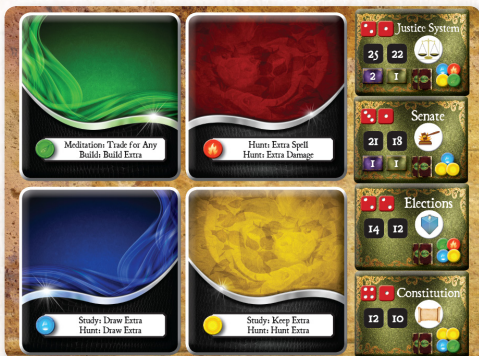 Meditation: Trade for Any
Build: Build Extra
Hunt: Extra Spell
Hunt: Extra Damage
Study: Draw Extra
Hunt: Draw Extra
Study: Keep Extra
Hunt: Hunt Extra
Justice System
25 22
2 1
Senate
21 18
1 1
Elections
14 12
Constitution
12 10